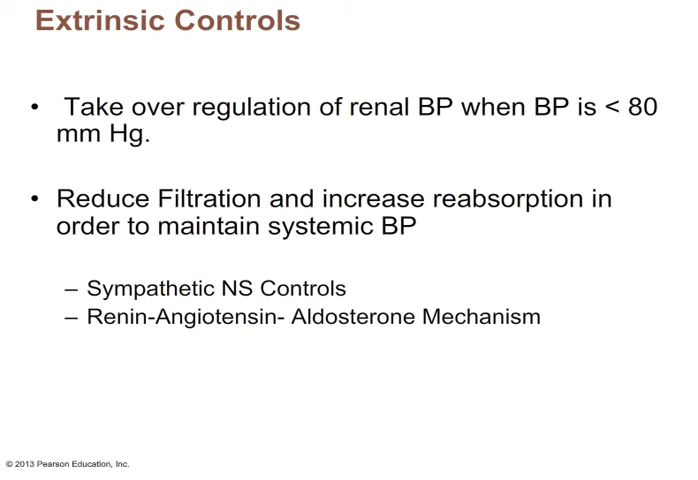 Extrinsic Controls
• Take over regulation of renal BP when BP is < 80
mm Hg.
• Reduce Filtration and increase reabsorption in
order to maintain systemic BP
– Sympathetic NS Controls
– Renin-Angiotensin- Aldosterone Mechanism
© 2013 Pearson Education, Inc.